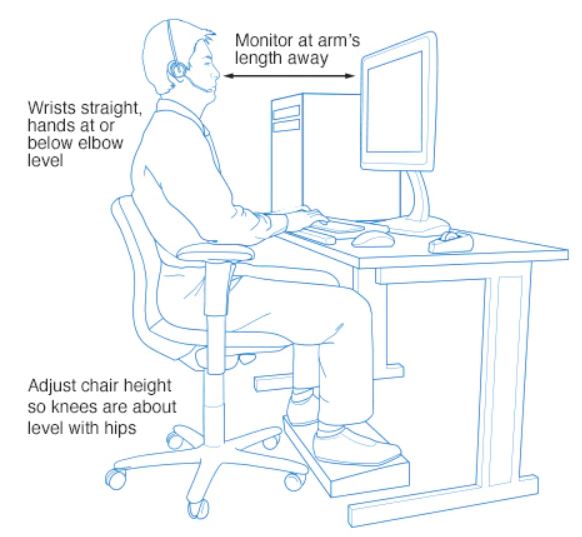 Monitor at arm's
length away
Wrists straight,
hands at or
below elbow
level
Adjust chair height
so knees are about
level with hips